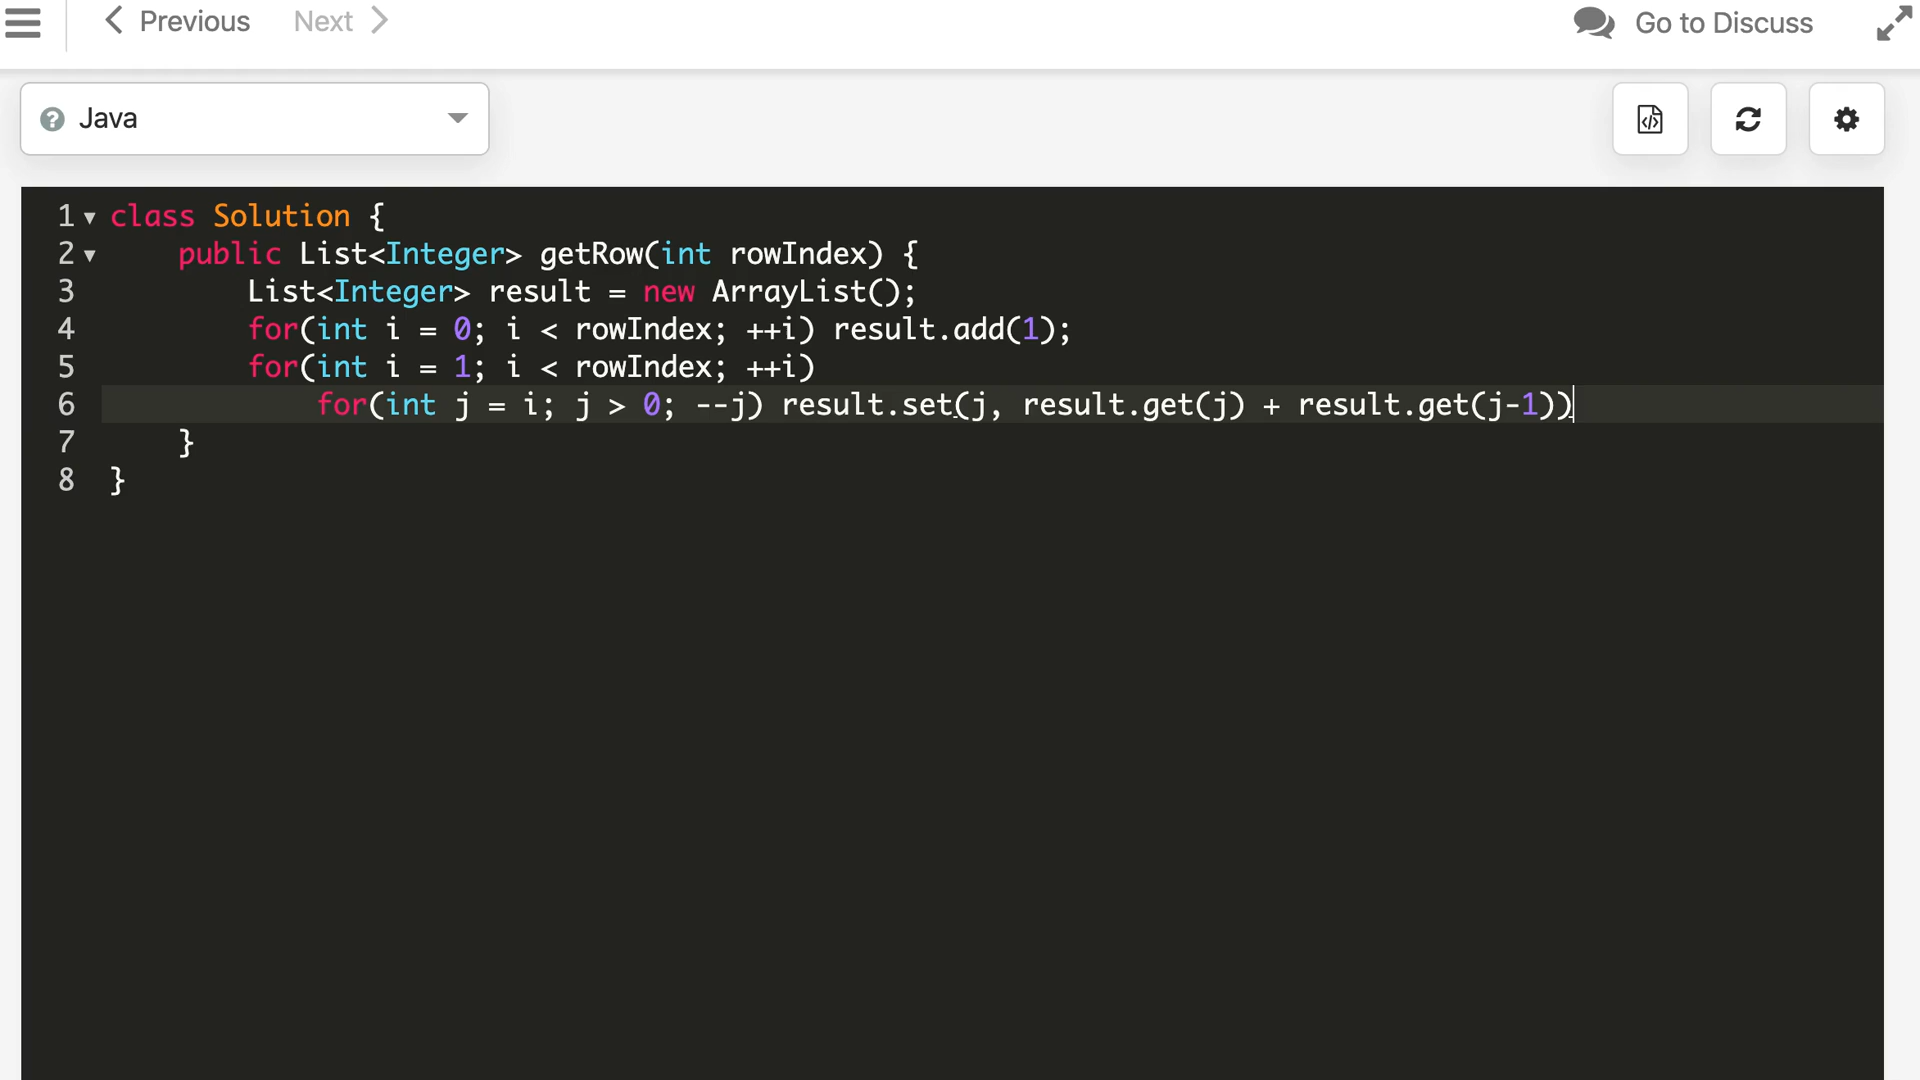 Previous Next Go to Discuss
Java
1 class Solution {
2 public List<Integer> getRow(int rowIndex) {
3 List<Integer> result = new ArrayList();
4 for(int i = 0; i < rowIndex; ++i) result.add(1);
5 for(int i = 1; i < rowIndex; ++i)
6 for(int j = i; j > 0; --j) result.set(j, result.get(j) + result.get(j-1))
7 }
8 }